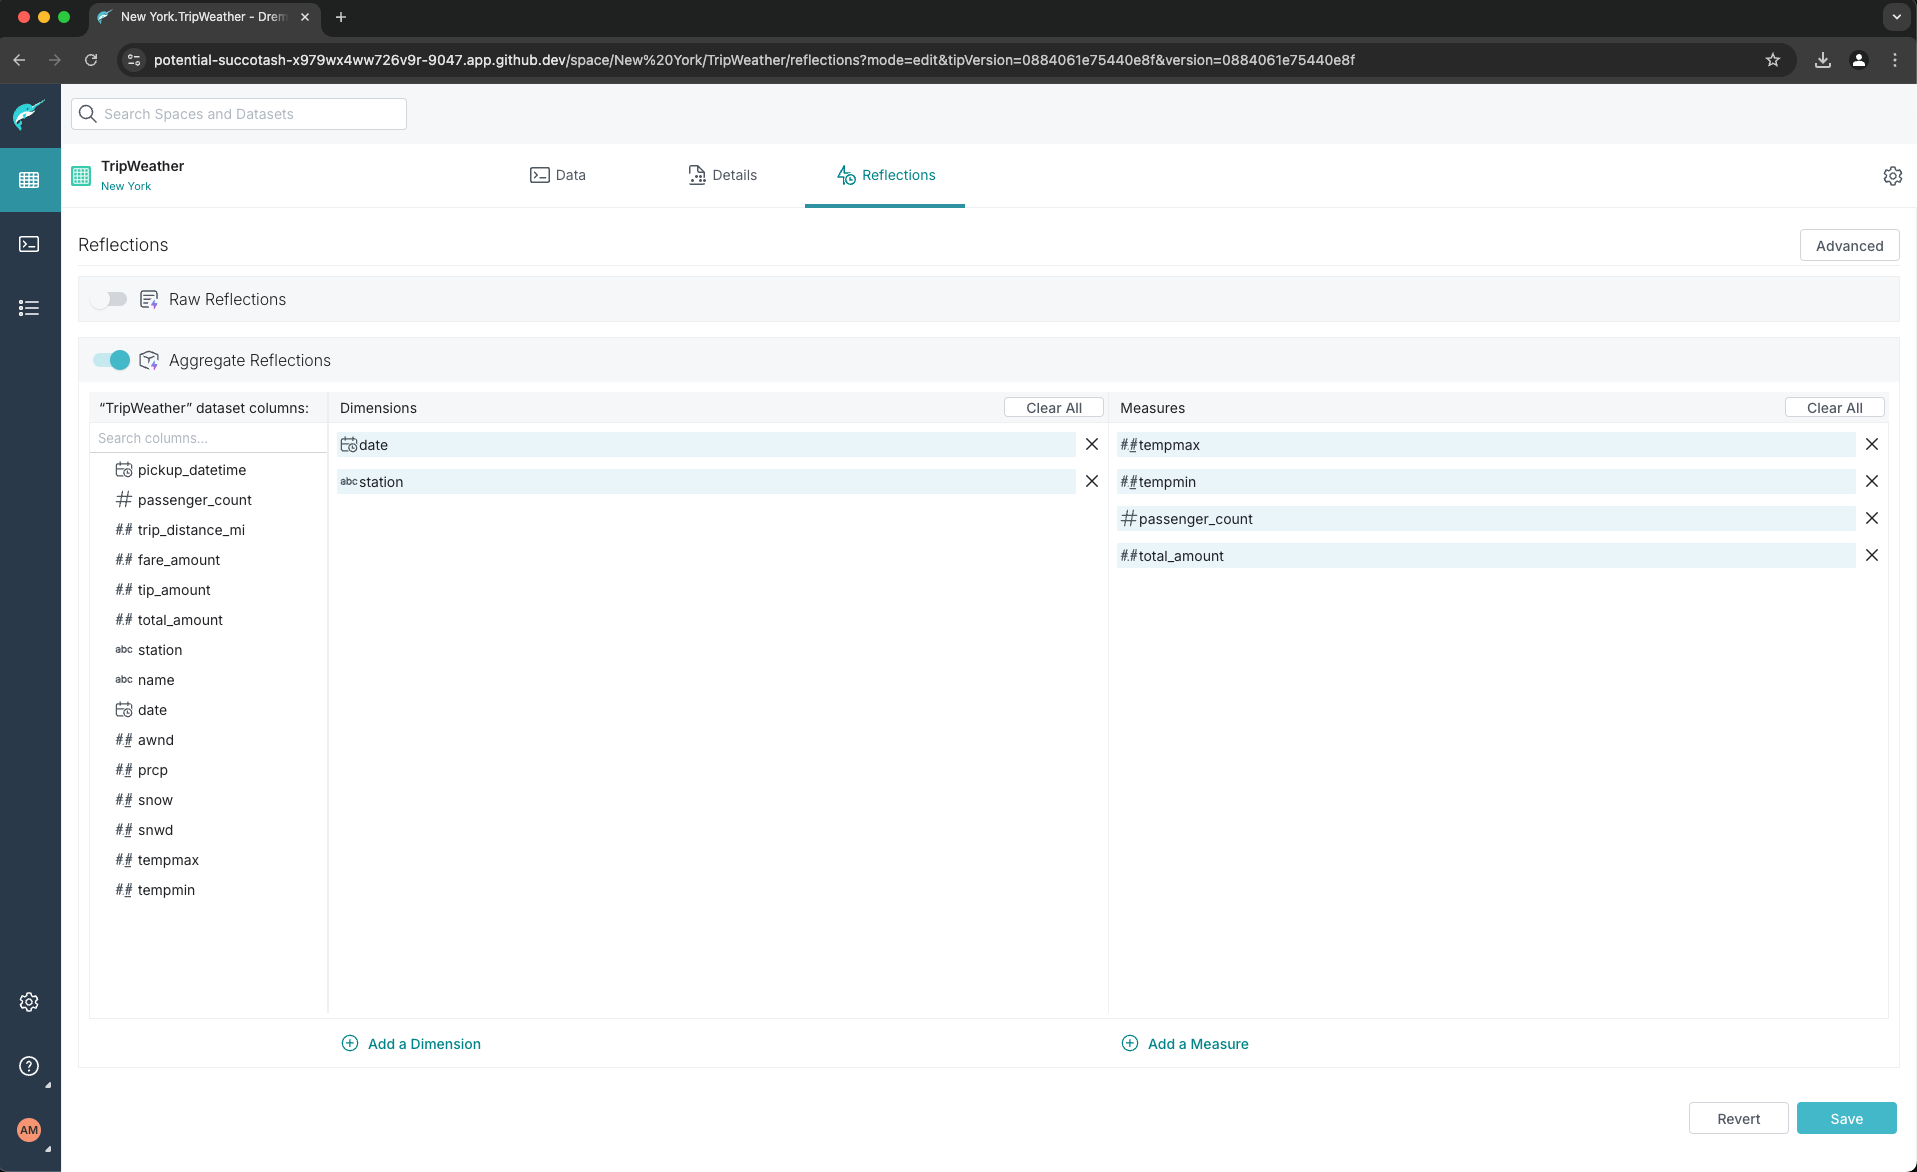 New York.TripWeather - Drem
potential-succotash-x979wx4ww726v9r-9047.app.github.dev/space/New%20York/TripWeather/reflections?mode=edit&tipVersion=0884061e75440e8f&version=0884061e75440e8f
Search Spaces and Datasets
TripWeather
New York
Data
Details
Reflections
Reflections
Advanced
Raw Reflections
Aggregate Reflections
“TripWeather” dataset columns:
Search columns...
pickup_datetime
# passenger_count
#.# trip_distance_mi
#.# fare_amount
#.# tip_amount
#.# total_amount
abc station
abc name
date
#.# awnd
#.# prcp
#.# snow
#.# snwd
#.# tempmax
#.# tempmin
Dimensions
Clear All
date
abc station
Add a Dimension
Measures
Clear All
#.# tempmax
#.# tempmin
# passenger_count
#.# total_amount
Add a Measure
Revert
Save
AM